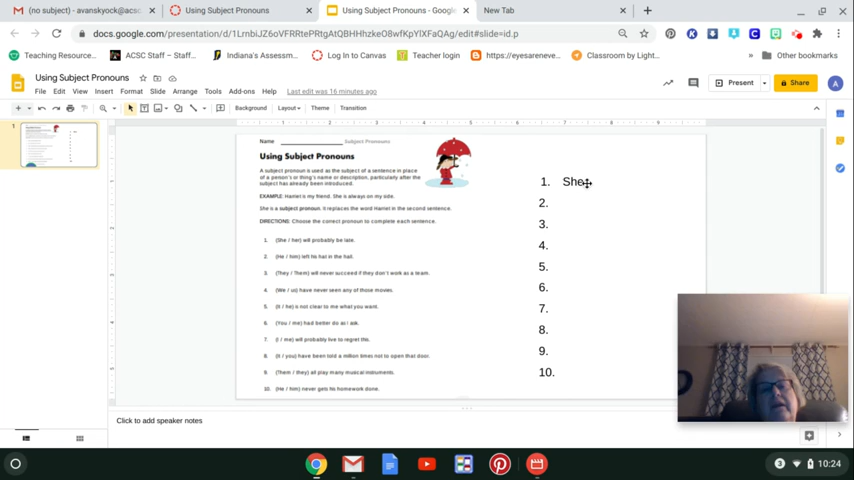 (no subject) - avanskyock@acsc
Using Subject Pronouns
Using Subject Pronouns - Google
New Tab
docs.google.com/presentation/d/1LrnbiJZ6oVFRRtePRtgAtQBHHhzkeO8wfKpYlXFaQAg/edit#slide=id.p
Teaching Resource...
ACSC – Staff – Staff...
Indiana's Assessm...
Log In to Canvas
Teacher login
https://eyesareneve...
Classroom by Light...
Other bookmarks
Using Subject Pronouns
File Edit View Insert Format Slide Arrange Tools Add-ons Help
Last edit was 16 minutes ago
Present
Share
A
Background
Layout
Theme
Transition
1
Name
Subject Pronouns
Using Subject Pronouns
A subject pronoun is used as the subject of a sentence in place
of a person's or thing's name or description, particularly after the
subject has already been introduced.
EXAMPLE: Harriet is my friend. She is always on my side.
She is a subject pronoun. It replaces the word Harriet in the second sentence.
DIRECTIONS: Choose the correct pronoun to complete each sentence.
1. (She / her) will probably be late.
2. (He / him) left his hat in the hall.
3. (They / Them) will never succeed if they don't work as a team.
4. (We / us) have never seen any of those movies.
5. (It / he) is not clear to me what you want.
6. (You / me) had better do as I ask.
7. (I / me) will probably live to regret this.
8. (It / you) have been told a million times not to open that door.
9. (Them / they) all play many musical instruments.
10. (He / him) never gets his homework done.
1. She
2.
3.
4.
5.
6.
7.
8.
9.
10.
Click to add speaker notes
3
10:24